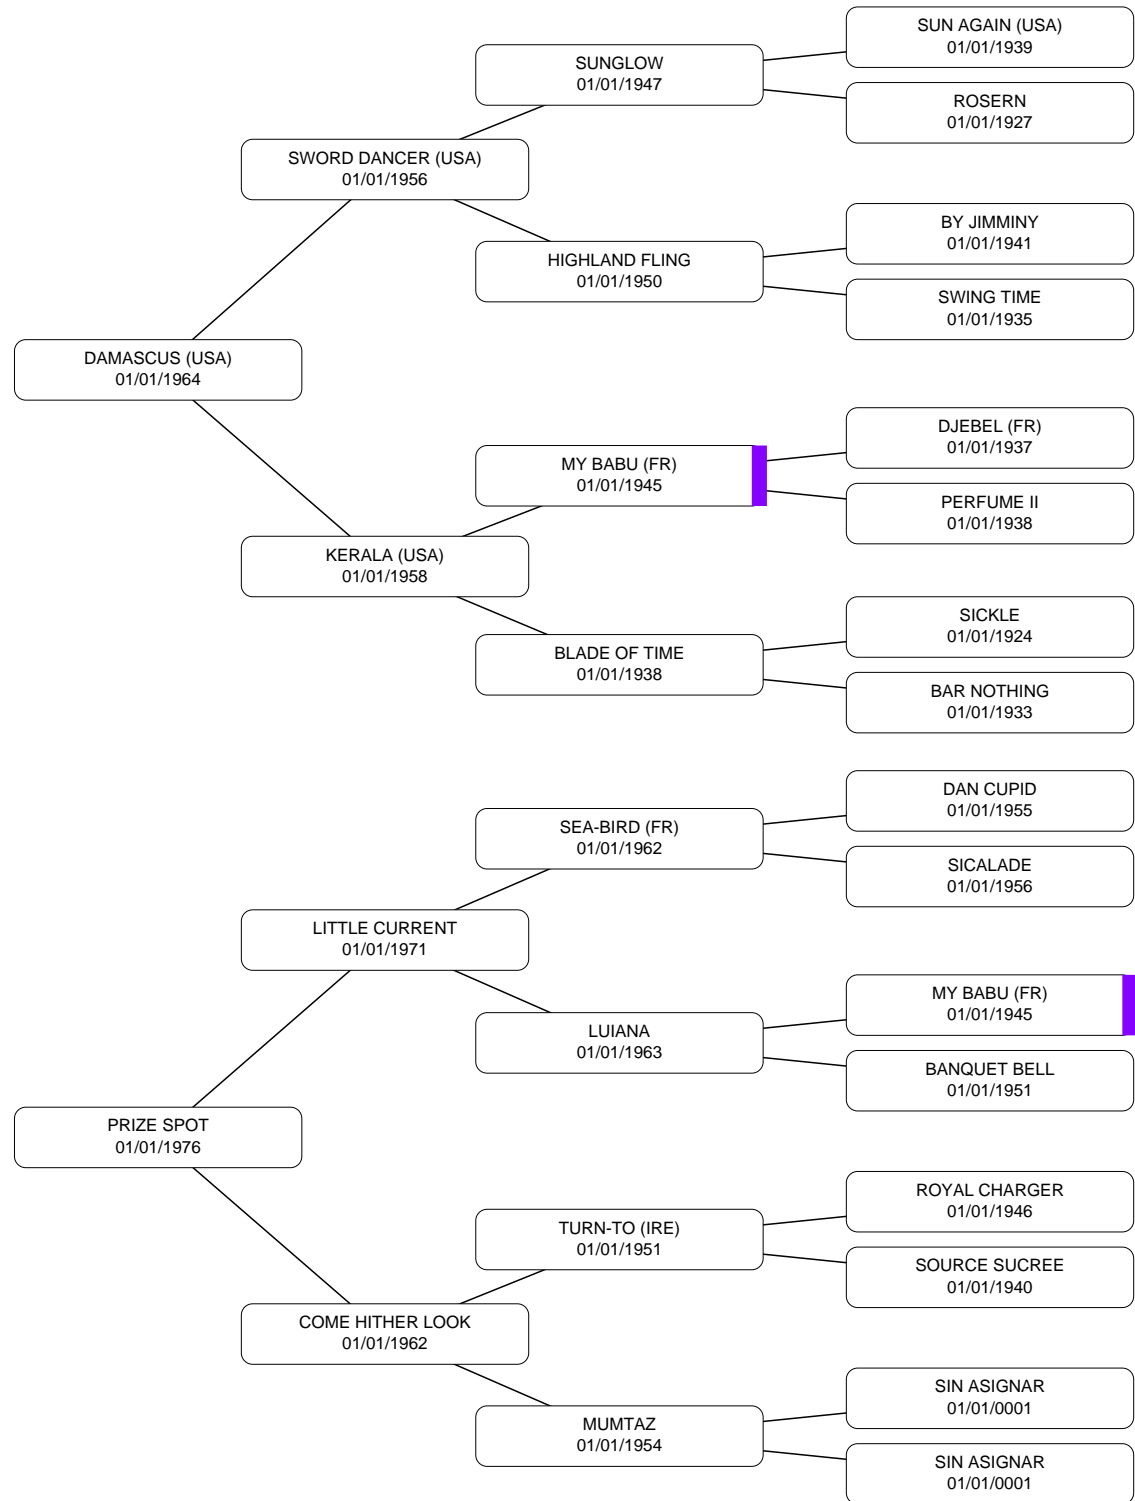 SUN AGAIN (USA)
01/01/1939
SUNGLOW
01/01/1947
ROSERN
01/01/1927
SWORD DANCER (USA)
01/01/1956
BY JIMMINY
01/01/1941
HIGHLAND FLING
01/01/1950
SWING TIME
01/01/1935
DAMASCUS (USA)
01/01/1964
DJEBEL (FR)
01/01/1937
MY BABU (FR)
01/01/1945
PERFUME II
01/01/1938
KERALA (USA)
01/01/1958
SICKLE
01/01/1924
BLADE OF TIME
01/01/1938
BAR NOTHING
01/01/1933
DAN CUPID
01/01/1955
SEA-BIRD (FR)
01/01/1962
SICALADE
01/01/1956
LITTLE CURRENT
01/01/1971
MY BABU (FR)
01/01/1945
LUIANA
01/01/1963
BANQUET BELL
01/01/1951
PRIZE SPOT
01/01/1976
ROYAL CHARGER
01/01/1946
TURN-TO (IRE)
01/01/1951
SOURCE SUCREE
01/01/1940
COME HITHER LOOK
01/01/1962
SIN ASIGNAR
01/01/0001
MUMTAZ
01/01/1954
SIN ASIGNAR
01/01/0001